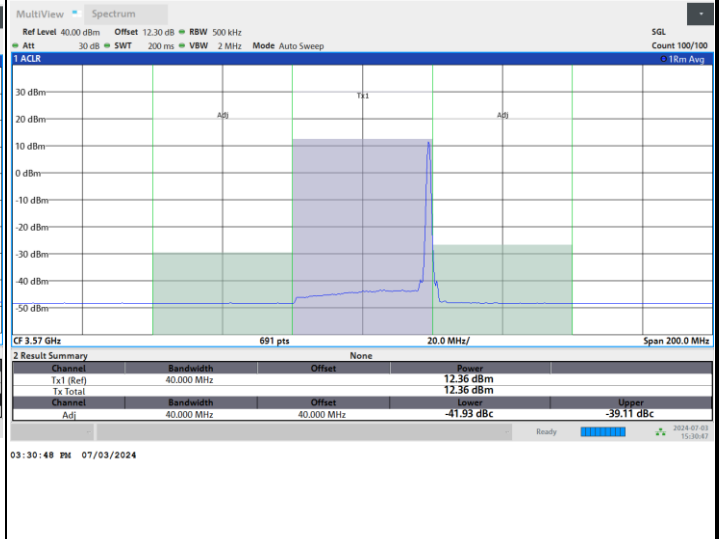 MultiView Spectrum
Ref Level 40.00 dBm Offset 12.30 dB RBW 500 kHz SGL
Att 30 dB SWT 200 ms VBW 2 MHz Mode Auto Sweep Count 100/100
1 ACLR 1Rm Avg
30 dBm
Tx1
20 dBm
Adj Adj
10 dBm
0 dBm
-10 dBm
-20 dBm
-30 dBm
-40 dBm
-50 dBm
CF 3.57 GHz 691 pts 20.0 MHz/ Span 200.0 MHz
2 Result Summary None
Channel Bandwidth Offset Power
Tx1 (Ref) 40.000 MHz 12.36 dBm
Tx Total 12.36 dBm
Channel Bandwidth Offset Lower Upper
Adj 40.000 MHz 40.000 MHz -41.93 dBc -39.11 dBc
Ready 2024-07-03
15:30:47
03:30:48 PM 07/03/2024